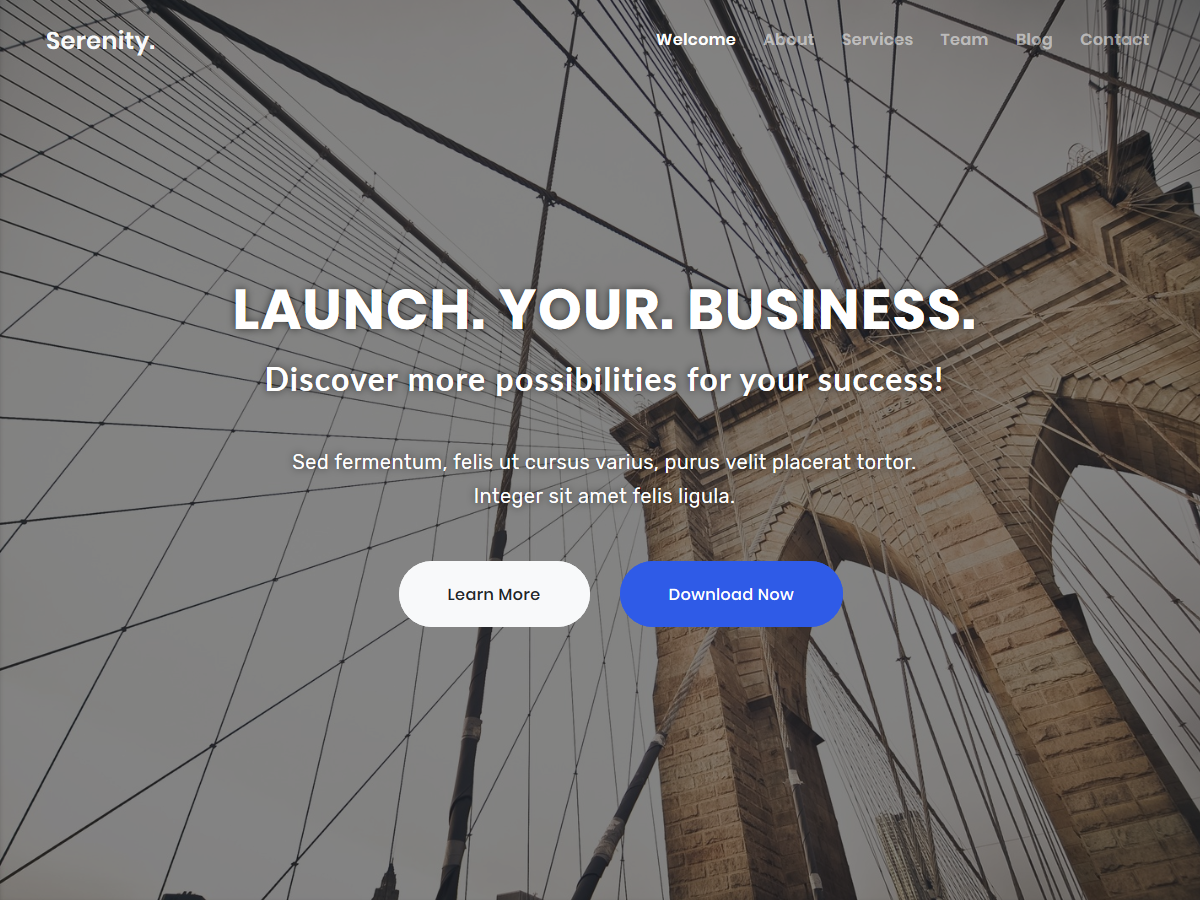 Serenity.
Welcome About Services Team Blog Contact
LAUNCH. YOUR. BUSINESS.
Discover more possibilities for your success!
Sed fermentum, felis ut cursus varius, purus velit placerat tortor.
Integer sit amet felis ligula.
Learn More Download Now